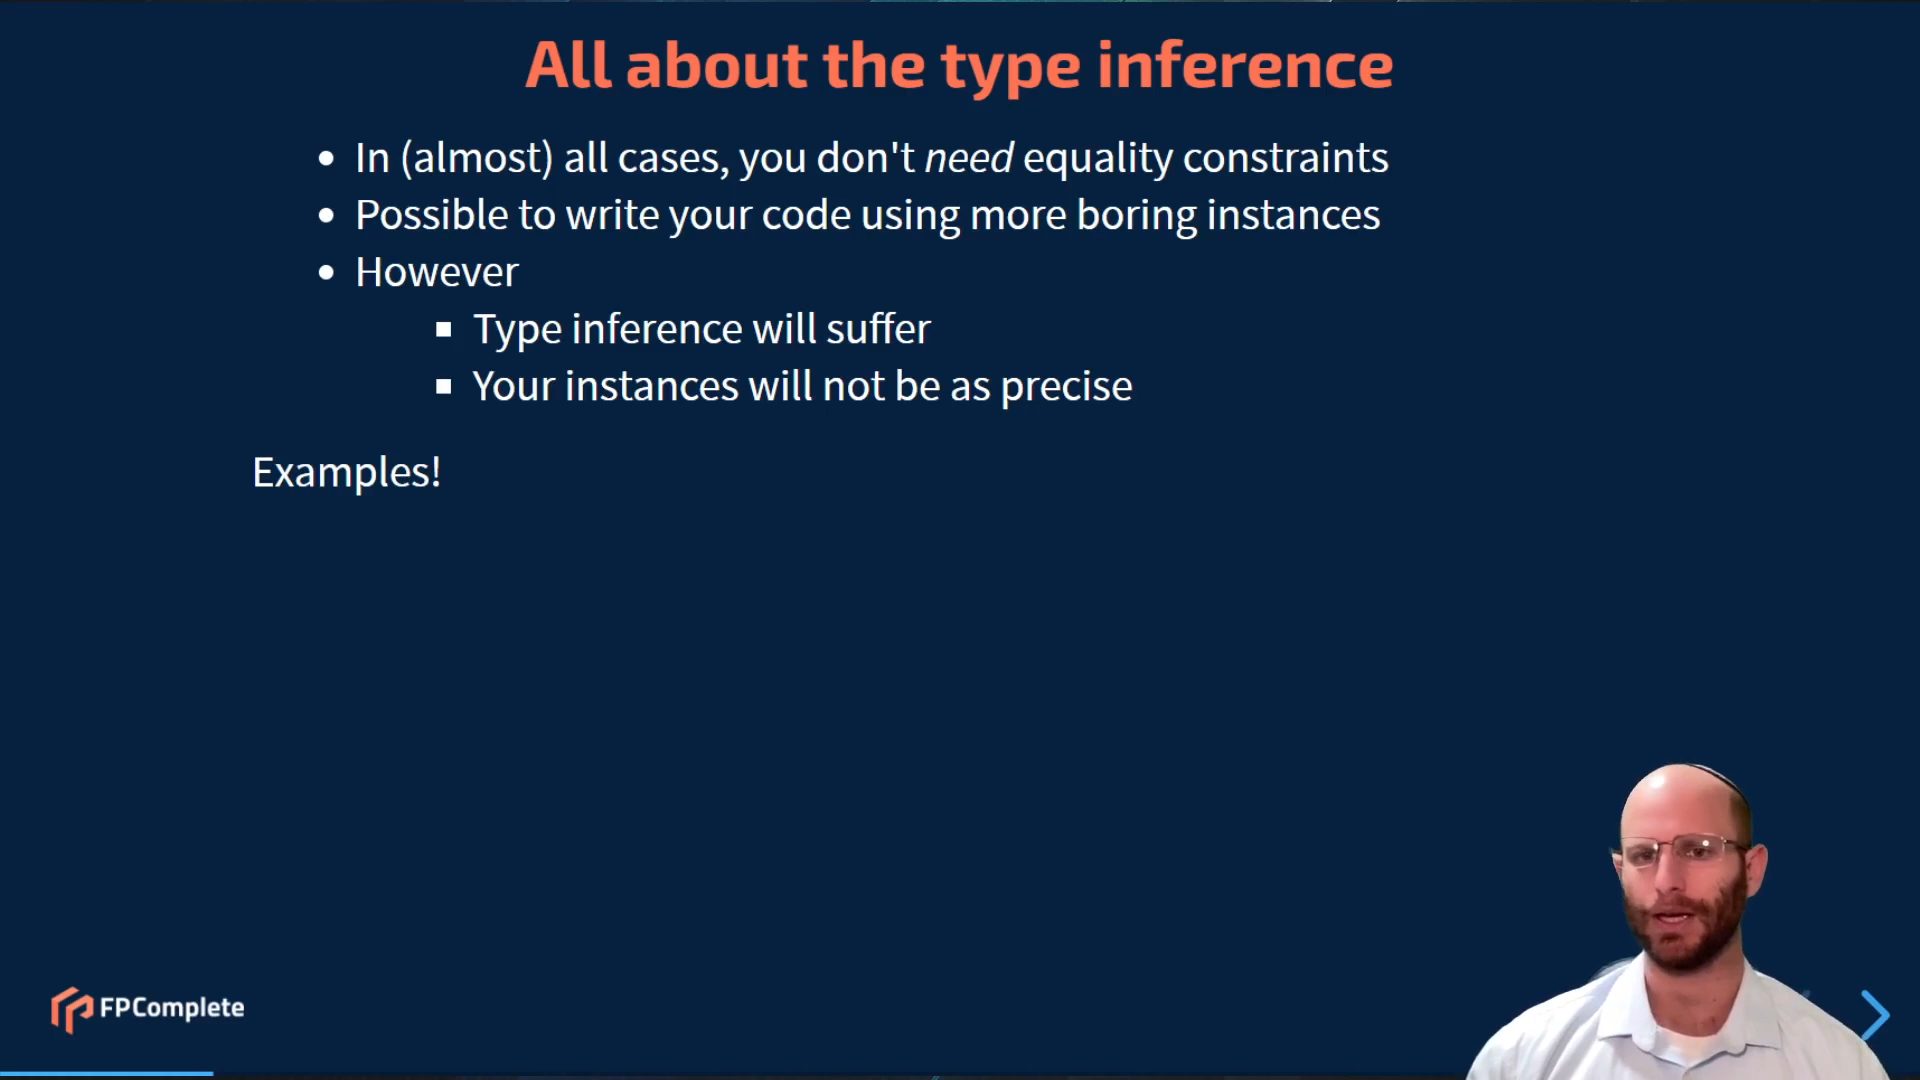 All about the type inference
In (almost) all cases, you don't need equality constraints
Possible to write your code using more boring instances
However
Type inference will suffer
Your instances will not be as precise
Examples!
FPComplete